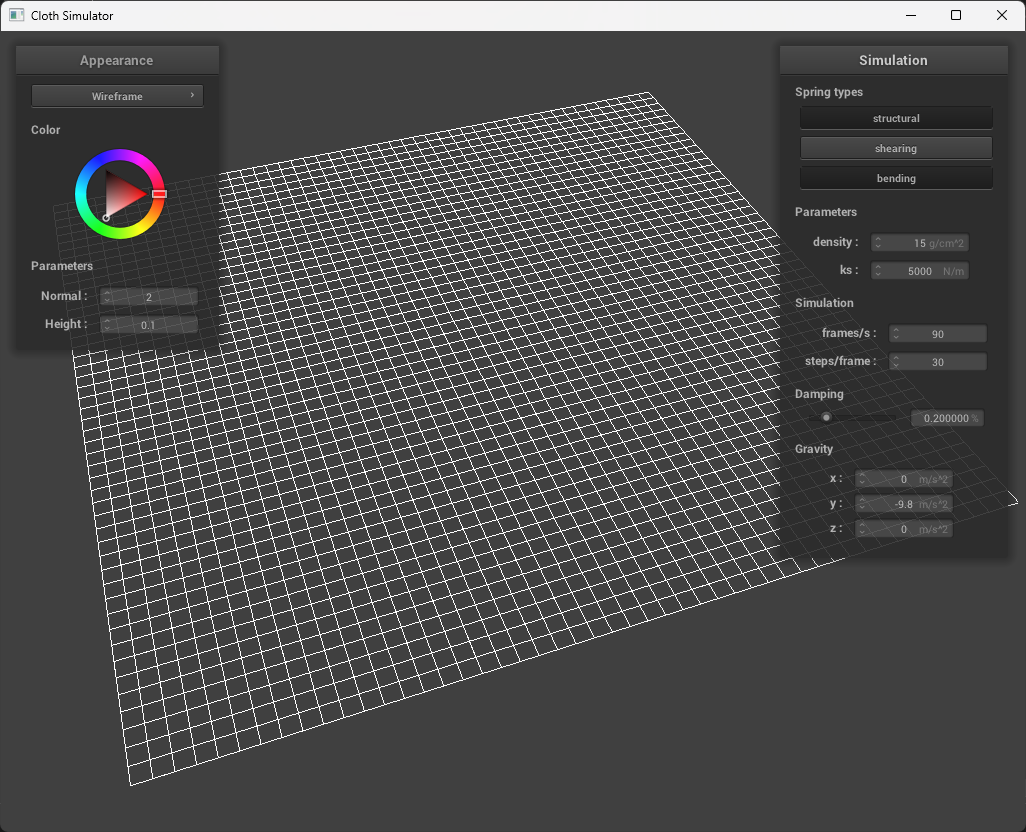 Cloth Simulator
Appearance
Wireframe
Color
Parameters
Normal : 2
Height : 0.1
Simulation
Spring types
structural
shearing
bending
Parameters
density : 15 g/cm^2
ks : 5000 N/m
Simulation
frames/s : 90
steps/frame : 30
Damping
0.200000 %
Gravity
x : 0 m/s^2
y : -9.8 m/s^2
z : 0 m/s^2